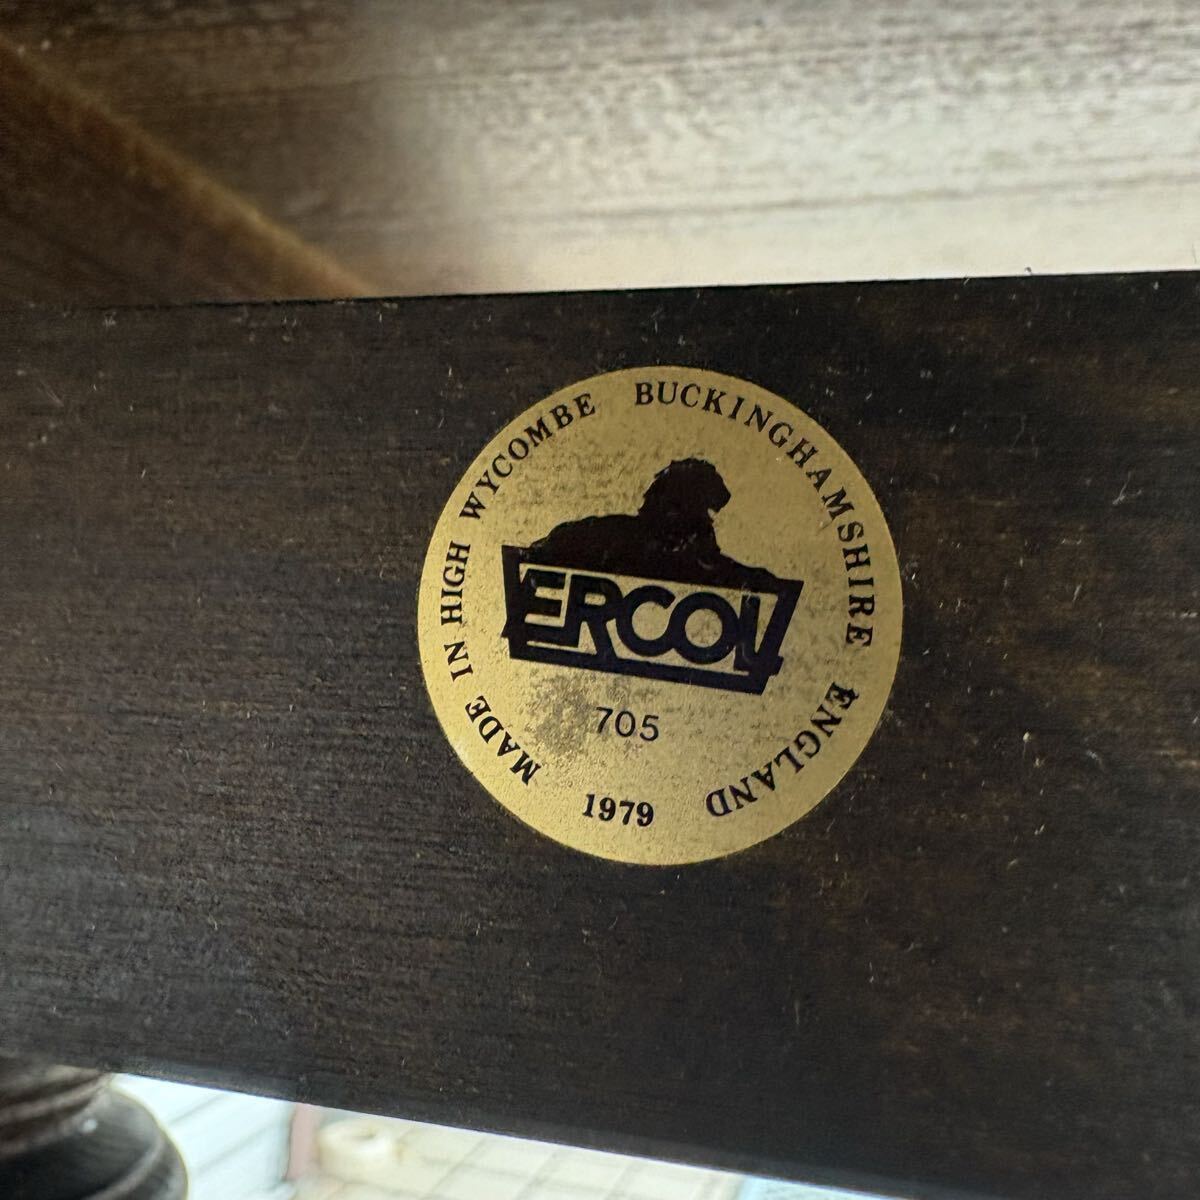 MADE IN HIGH WYCOMBE BUCKINGHAMSHIRE ENGLAND
ERCOL
705
1979